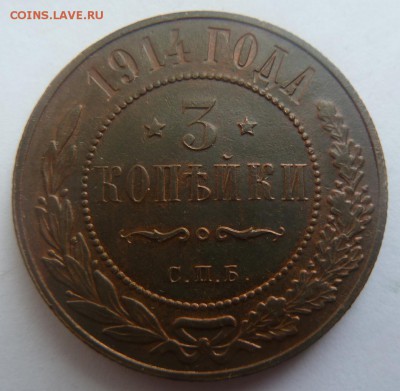 COINS.LAVE.RU
1914 ГОДА
3
КОПѢЙКИ
С.П.Б.